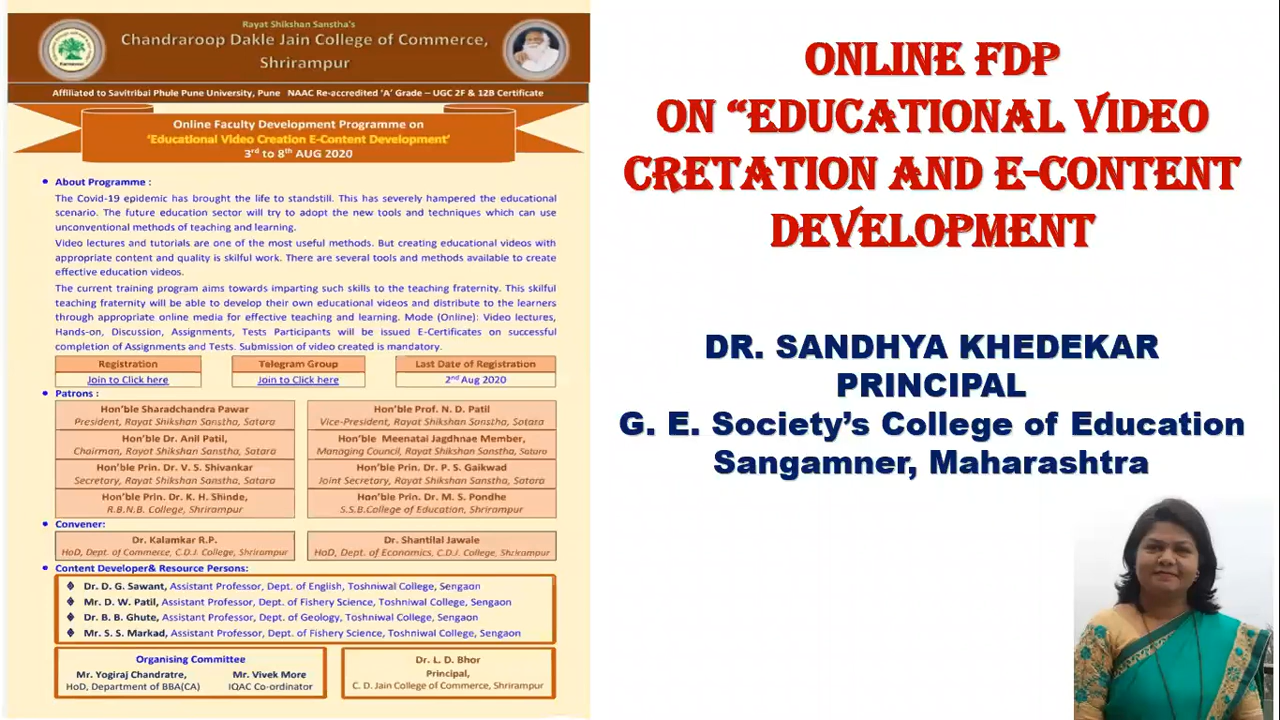 Rayat Shikshan Sanstha's
Chandraroop Dakle Jain College of Commerce,
Shrirampur
Affiliated to Savitribai Phule Pune University, Pune NAAC Re-accredited 'A' Grade – UGC 2F & 12B Certificate
Online Faculty Development Programme on
'Educational Video Creation E-Content Development'
3rd to 8th AUG 2020
• About Programme :
The Covid-19 epidemic has brought the life to standstill. This has severely hampered the educational
scenario. The future education sector will try to adopt the new tools and techniques which can use
unconventional methods of teaching and learning.
Video lectures and tutorials are one of the most useful methods. But creating educational videos with
appropriate content and quality is skilful work. There are several tools and methods available to create
effective education videos.
The current training program aims towards imparting such skills to the teaching fraternity. This skilful
teaching fraternity will be able to develop their own educational videos and distribute to the learners
through appropriate online media for effective teaching and learning. Mode (Online): Video lectures,
Hands-on, Discussion, Assignments, Tests Participants will be issued E-Certificates on successful
completion of Assignments and Tests. Submission of video created is mandatory.
Registration Telegram Group Last Date of Registration
Join to Click here Join to Click here 2nd Aug 2020
• Patrons :
Hon'ble Sharadchandra Pawar Hon'ble Prof. N. D. Patil
President, Rayat Shikshan Sanstha, Satara Vice-President, Rayat Shikshan Sanstha, Satara
Hon'ble Dr. Anil Patil, Hon'ble Meenatai Jagdhnae Member,
Chairman, Rayat Shikshan Sanstha, Satara Managing Council, Rayat Shikshan Sanstha, Satara
Hon'ble Prin. Dr. V. S. Shivankar Hon'ble Prin. Dr. P. S. Gaikwad
Secretary, Rayat Shikshan Sanstha, Satara Joint Secretary, Rayat Shikshan Sanstha, Satara
Hon'ble Prin. Dr. K. H. Shinde, Hon'ble Prin. Dr. M. S. Pondhe
R.B.N.B. College, Shrirampur S.S.B.College of Education, Shrirampur
• Convener:
Dr. Kalamkar R.P. Dr. Shantilal Jawale
HoD, Dept. of Commerce, C.D.J. College, Shrirampur HoD, Dept. of Economics, C.D.J. College, Shrirampur
• Content Developer& Resource Persons:
❖ Dr. D. G. Sawant, Assistant Professor, Dept. of English, Toshniwal College, Sengaon
❖ Mr. D. W. Patil, Assistant Professor, Dept. of Fishery Science, Toshniwal College, Sengaon
❖ Dr. B. B. Ghute, Assistant Professor, Dept. of Geology, Toshniwal College, Sengaon
❖ Mr. S. S. Markad, Assistant Professor, Dept. of Fishery Science, Toshniwal College, Sengaon
Organising Committee
Mr. Yogiraj Chandratre, Mr. Vivek More
HoD, Department of BBA(CA) IQAC Co-ordinator
Dr. L. D. Bhor
Principal,
C. D. Jain College of Commerce, Shrirampur
ONLINE FDP
ON “EDUCATIONAL VIDEO
CRETATION AND E-CONTENT
DEVELOPMENT
DR. SANDHYA KHEDEKAR
PRINCIPAL
G. E. Society's College of Education
Sangamner, Maharashtra